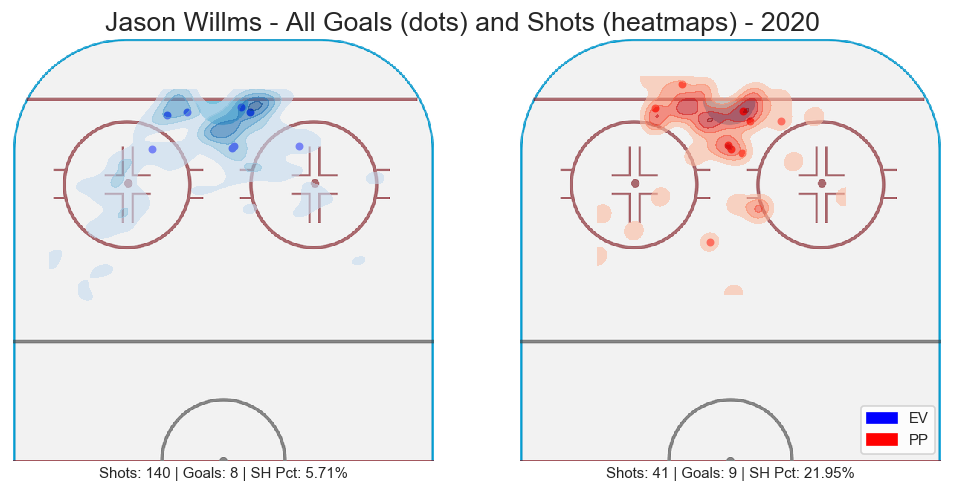 Jason Willms - All Goals (dots) and Shots (heatmaps) - 2020
EV
PP
Shots: 140 | Goals: 8 | SH Pct: 5.71%
Shots: 41 | Goals: 9 | SH Pct: 21.95%